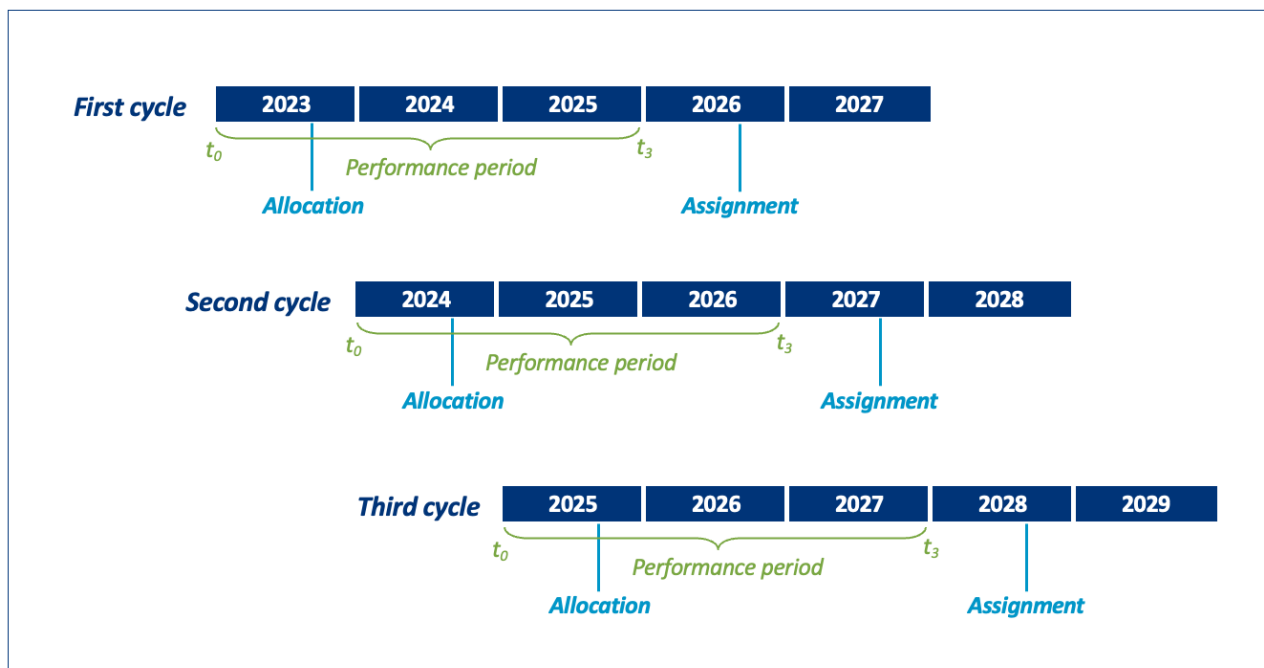 First cycle 2023 2024 2025 2026 2027
t0 Performance period t3
Allocation Assignment
Second cycle 2024 2025 2026 2027 2028
t0 Performance period t3
Allocation Assignment
Third cycle 2025 2026 2027 2028 2029
t0 Performance period t3
Allocation Assignment